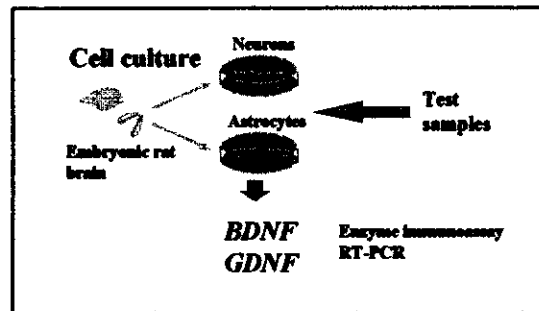 Neurons
Cell culture
Astrocytes
Test
samples
Embryonic rat
brain
BDNF
GDNF
Enzyme immunoassay
RT-PCR